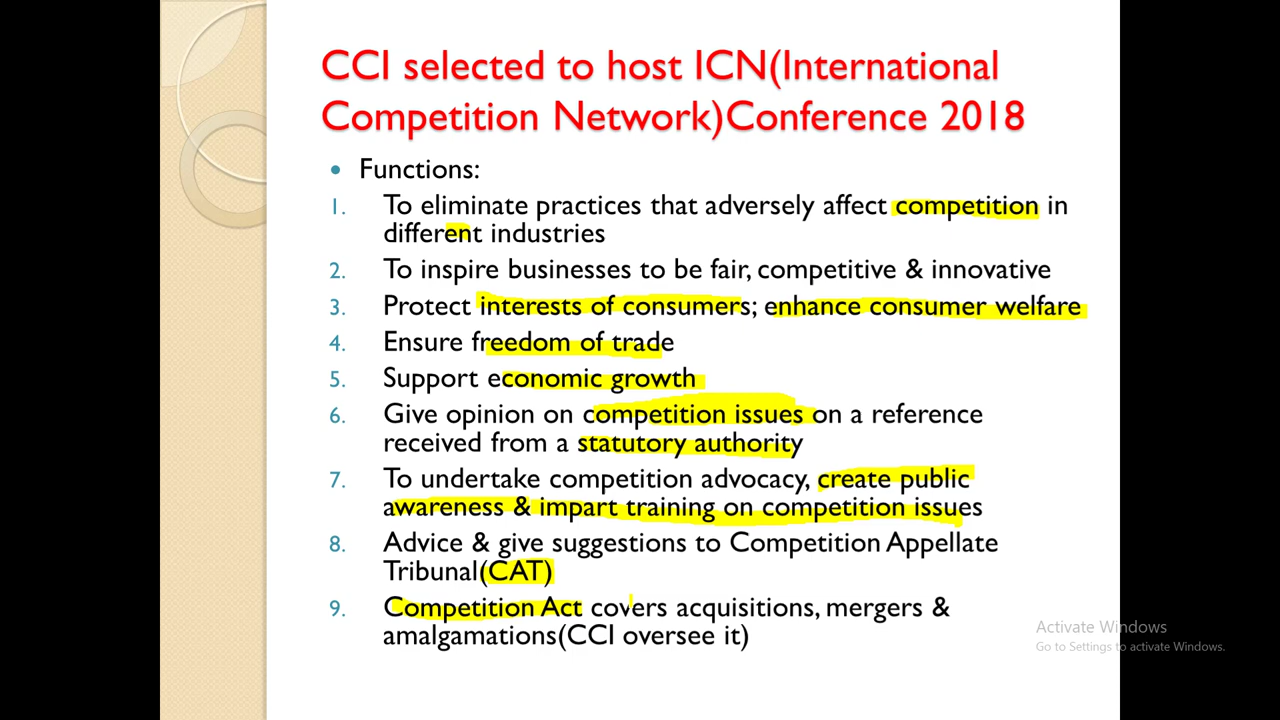 CCI selected to host ICN(International
Competition Network)Conference 2018
• Functions:
1. To eliminate practices that adversely affect competition in
different industries
2. To inspire businesses to be fair, competitive & innovative
3. Protect interests of consumers; enhance consumer welfare
4. Ensure freedom of trade
5. Support economic growth
6. Give opinion on competition issues on a reference
received from a statutory authority
7. To undertake competition advocacy, create public
awareness & impart training on competition issues
8. Advice & give suggestions to Competition Appellate
Tribunal(CAT)
9. Competition Act covers acquisitions, mergers &
amalgamations(CCI oversee it)
Activate Windows
Go to Settings to activate Windows.